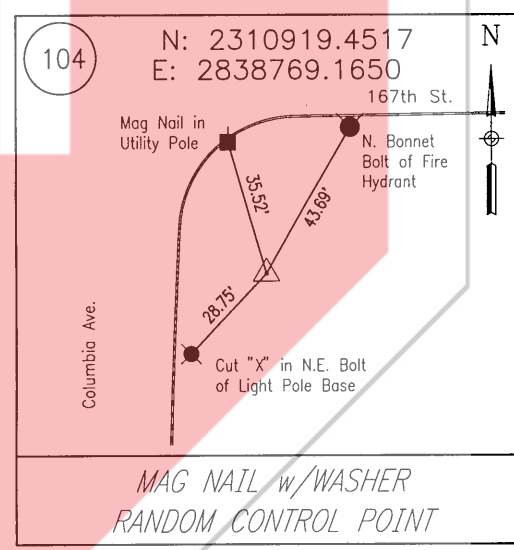 104
N: 2310919.4517
E: 2838769.1650
N
167th St.
Mag Nail in
Utility Pole
N. Bonnet
Bolt of Fire
Hydrant
35.52'
43.69'
28.75'
Columbia Ave.
Cut "X" in N.E. Bolt
of Light Pole Base
MAG NAIL w/WASHER
RANDOM CONTROL POINT